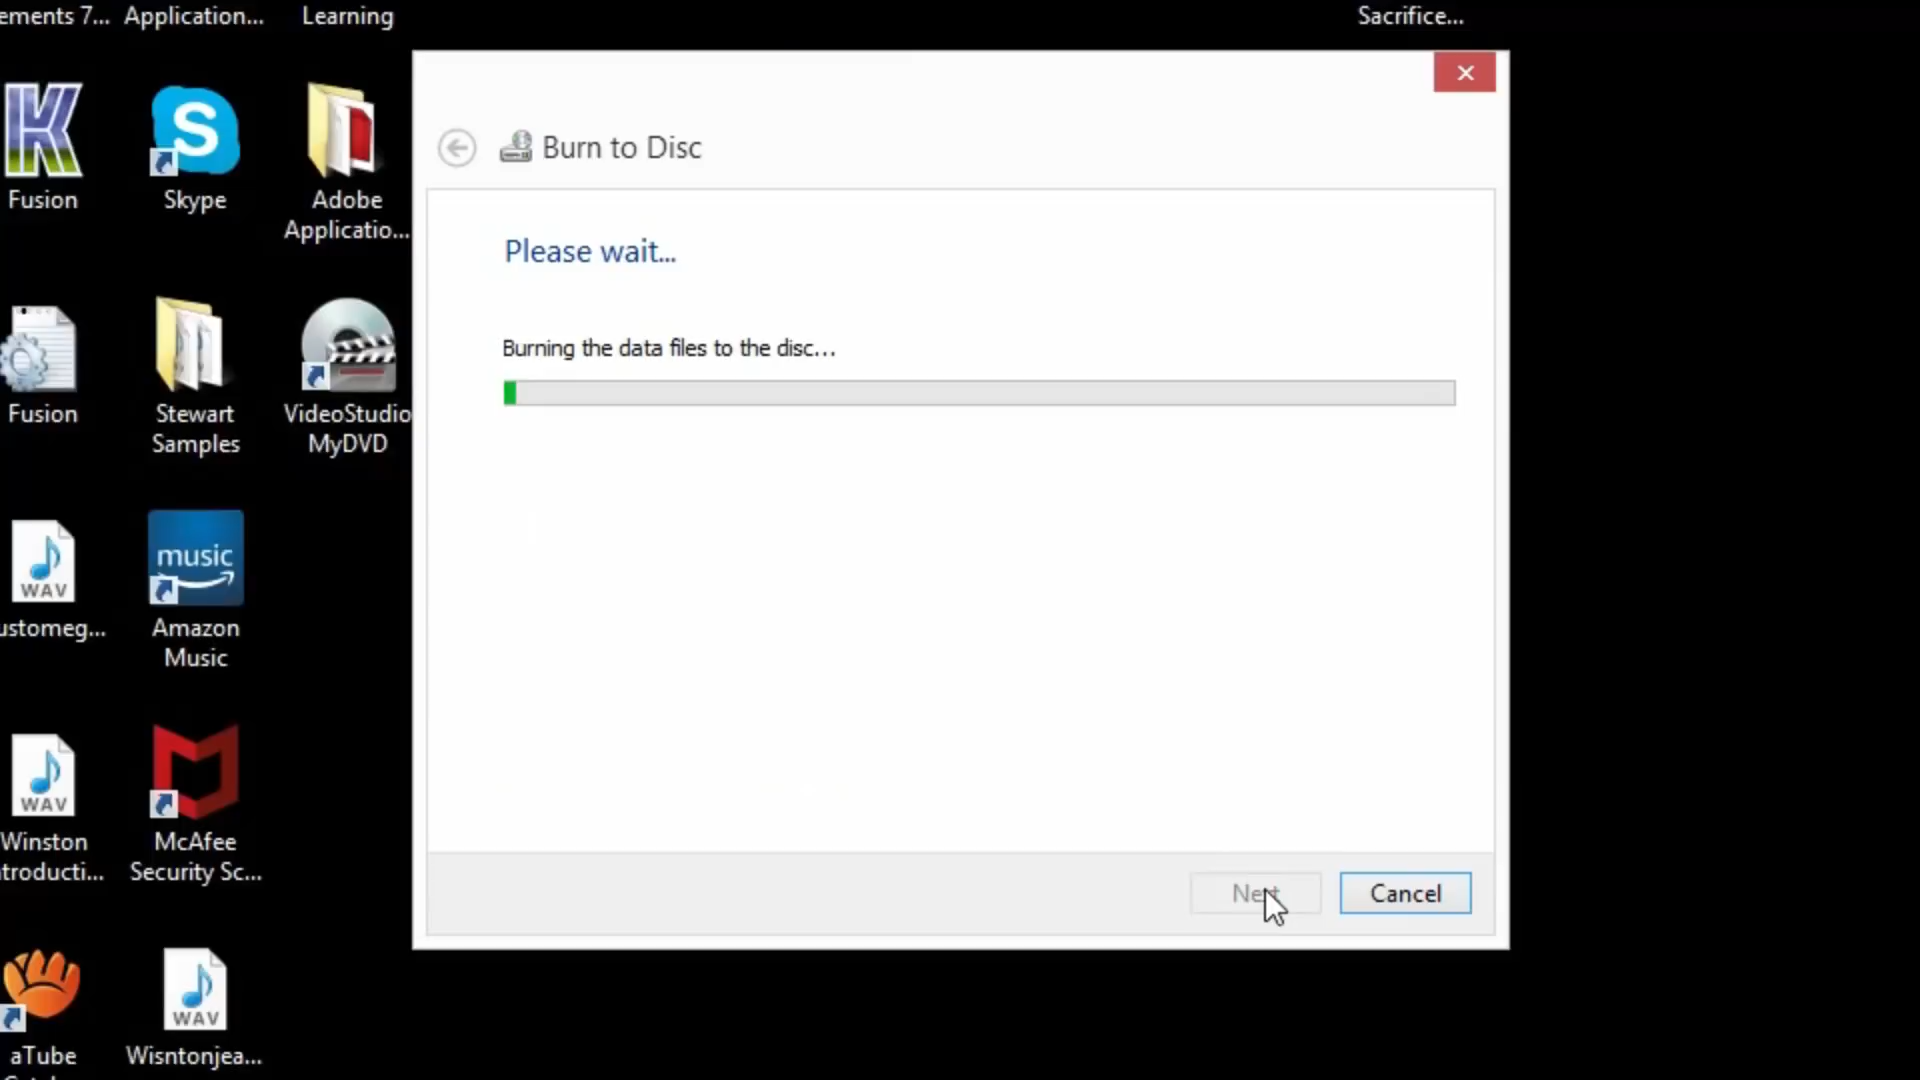 ements 7...
Application...
Learning
Sacrifice...
Burn to Disc
Please wait...
Burning the data files to the disc...
Next
Cancel
Fusion
Skype
Adobe
Applicatio...
Fusion
Stewart
Samples
VideoStudio
MyDVD
WAV
ustomeg...
music
Amazon
Music
WAV
Winston
ntroducti...
McAfee
Security Sc...
aTube
WAV
Wisntonjea...